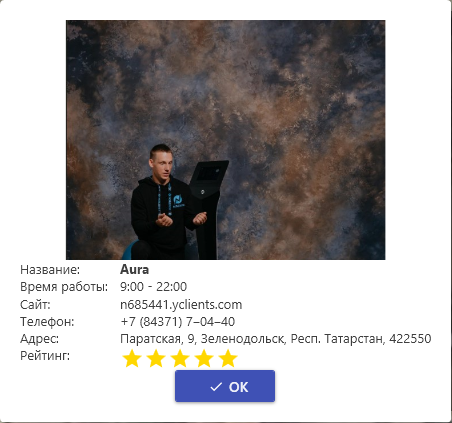 Название: Aura
Время работы: 9:00 - 22:00
Сайт: n685441.yclients.com
Телефон: +7 (84371) 7–04–40
Адрес: Паратская, 9, Зеленодольск, Респ. Татарстан, 422550
Рейтинг:
OK